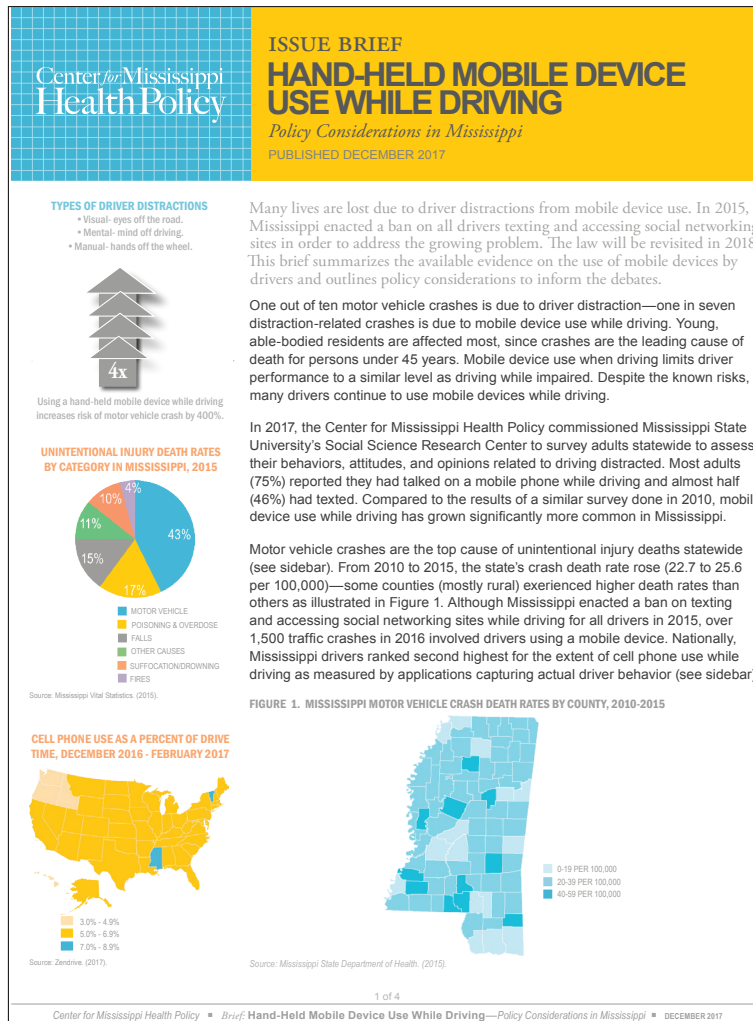 Center for Mississippi
Health Policy
ISSUE BRIEF
HAND-HELD MOBILE DEVICE
USE WHILE DRIVING
Policy Considerations in Mississippi
PUBLISHED DECEMBER 2017
TYPES OF DRIVER DISTRACTIONS
• Visual- eyes off the road.
• Mental- mind off driving.
• Manual- hands off the wheel.
4x
Using a hand-held mobile device while driving
increases risk of motor vehicle crash by 400%.
UNINTENTIONAL INJURY DEATH RATES
BY CATEGORY IN MISSISSIPPI, 2015
4%
10%
43%
11%
15%
17%
MOTOR VEHICLE
POISONING & OVERDOSE
FALLS
OTHER CAUSES
SUFFOCATION/DROWNING
FIRES
Source: Mississippi Vital Statistics. (2015).
CELL PHONE USE AS A PERCENT OF DRIVE
TIME, DECEMBER 2016 - FEBRUARY 2017
3.0% - 4.9%
5.0% - 6.9%
7.0% - 8.9%
Source: Zendrive. (2017).
Many lives are lost due to driver distractions from mobile device use. In 2015,
Mississippi enacted a ban on all drivers texting and accessing social networking
sites in order to address the growing problem. The law will be revisited in 2018
This brief summarizes the available evidence on the use of mobile devices by
drivers and outlines policy considerations to inform the debates.
One out of ten motor vehicle crashes is due to driver distraction—one in seven
distraction-related crashes is due to mobile device use while driving. Young,
able-bodied residents are affected most, since crashes are the leading cause of
death for persons under 45 years. Mobile device use when driving limits driver
performance to a similar level as driving while impaired. Despite the known risks,
many drivers continue to use mobile devices while driving.
In 2017, the Center for Mississippi Health Policy commissioned Mississippi State
University's Social Science Research Center to survey adults statewide to assess
their behaviors, attitudes, and opinions related to driving distracted. Most adults
(75%) reported they had talked on a mobile phone while driving and almost half
(46%) had texted. Compared to the results of a similar survey done in 2010, mobil
device use while driving has grown significantly more common in Mississippi.
Motor vehicle crashes are the top cause of unintentional injury deaths statewide
(see sidebar). From 2010 to 2015, the state's crash death rate rose (22.7 to 25.6
per 100,000)—some counties (mostly rural) exerienced higher death rates than
others as illustrated in Figure 1. Although Mississippi enacted a ban on texting
and accessing social networking sites while driving for all drivers in 2015, over
1,500 traffic crashes in 2016 involved drivers using a mobile device. Nationally,
Mississippi drivers ranked second highest for the extent of cell phone use while
driving as measured by applications capturing actual driver behavior (see sidebar)
FIGURE 1. MISSISSIPPI MOTOR VEHICLE CRASH DEATH RATES BY COUNTY, 2010-2015
0-19 PER 100,000
20-39 PER 100,000
40-59 PER 100,000
Source: Mississippi State Department of Health. (2015).
1 of 4
Center for Mississippi Health Policy ■ Brief: Hand-Held Mobile Device Use While Driving—Policy Considerations in Mississippi ■ DECEMBER 2017